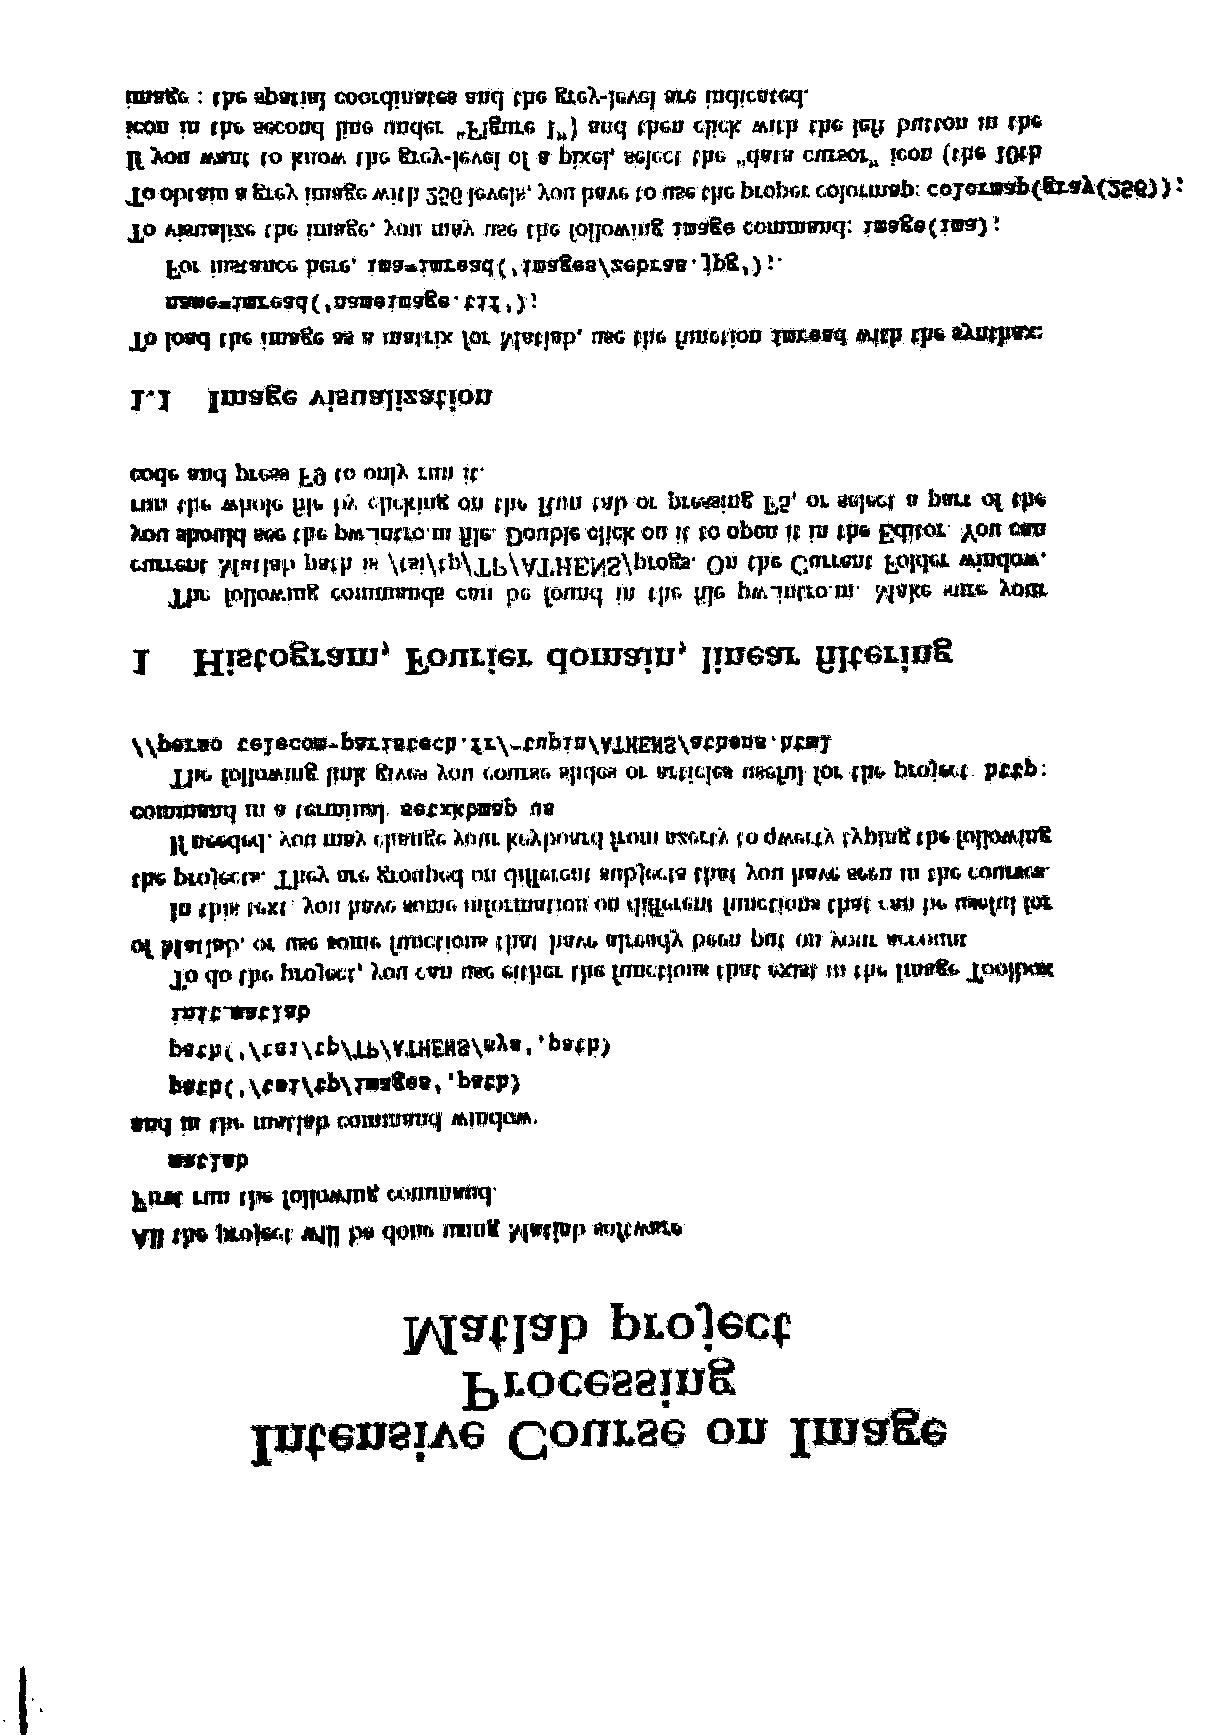 Intensive Course on Image
Processing
Matlab project
All the project will be done using Matlab software
First run the following command:
matlab
and in the matlab command window,
path('/tsi/tp/images',path)
path('/tsi/tp/TP/ATHENS/sys',path)
init_matlab
To do the project, you can use either the functions that exist in the Image Toolbox
of Matlab, or use some functions that have already been put on your account
In this text you have some information on different functions that can be useful for
the projects. They are grouped on different subjects that you have seen in the courses.
If needed, you may change your keyboard from azerty to qwerty typing the following
command in a terminal: setxkbmap us
The following link gives you course slides or articles useful for the project http:
//perso telecom-paristech.fr/~tupin/ATHENS/athens.html
1 Histogram, Fourier domain, linear filtering
The following commands can be found in the file pw_intro.m. Make sure your
current Matlab path is /tsi/tp/TP/ATHENS/progs. On the Current Folder window,
you should see the pw_intro.m file. Double click on it to open it in the Editor. You can
run the whole file by clicking on the Run tab or pressing F5, or select a part of the
code and press F9 to only run it.
1.1 Image visualization
To load the image as a matrix for Matlab, use the function imread with the synthax:
name=imread('nameimage.tif');
For instance here, ima=imread('images/zebras.jpg');.
To visualize the image, you may use the following image command: image(ima);
To obtain a grey image with 256 levels, you have to use the proper colormap: colormap(gray(256));
If you want to know the grey-level of a pixel, select the "data cursor" icon (the 10th
icon in the second line under "Figure 1") and then click with the left button in the
image : the spatial coordinates and the grey-level are indicated.